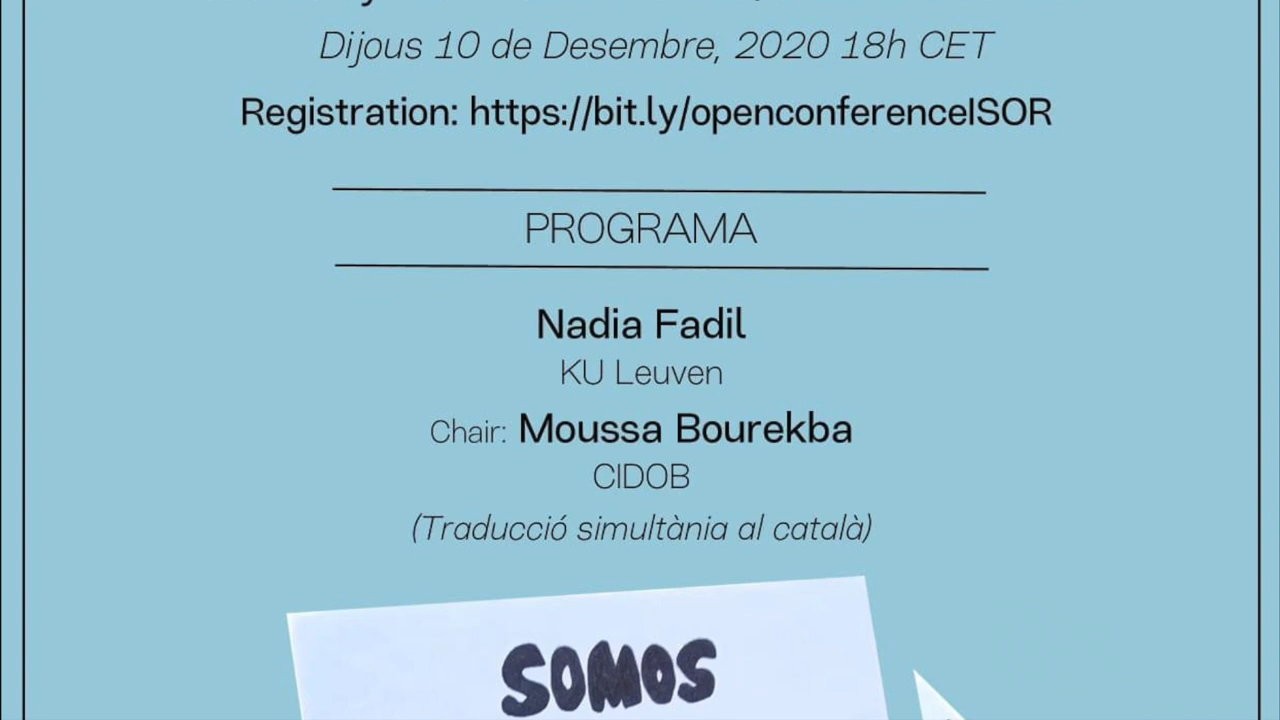 Dijous 10 de Desembre, 2020 18h CET
Registration: https://bit.ly/openconferenceISOR
PROGRAMA
Nadia Fadil
KU Leuven
Chair: Moussa Bourekba
CIDOB
(Traducció simultània al català)
SOMOS